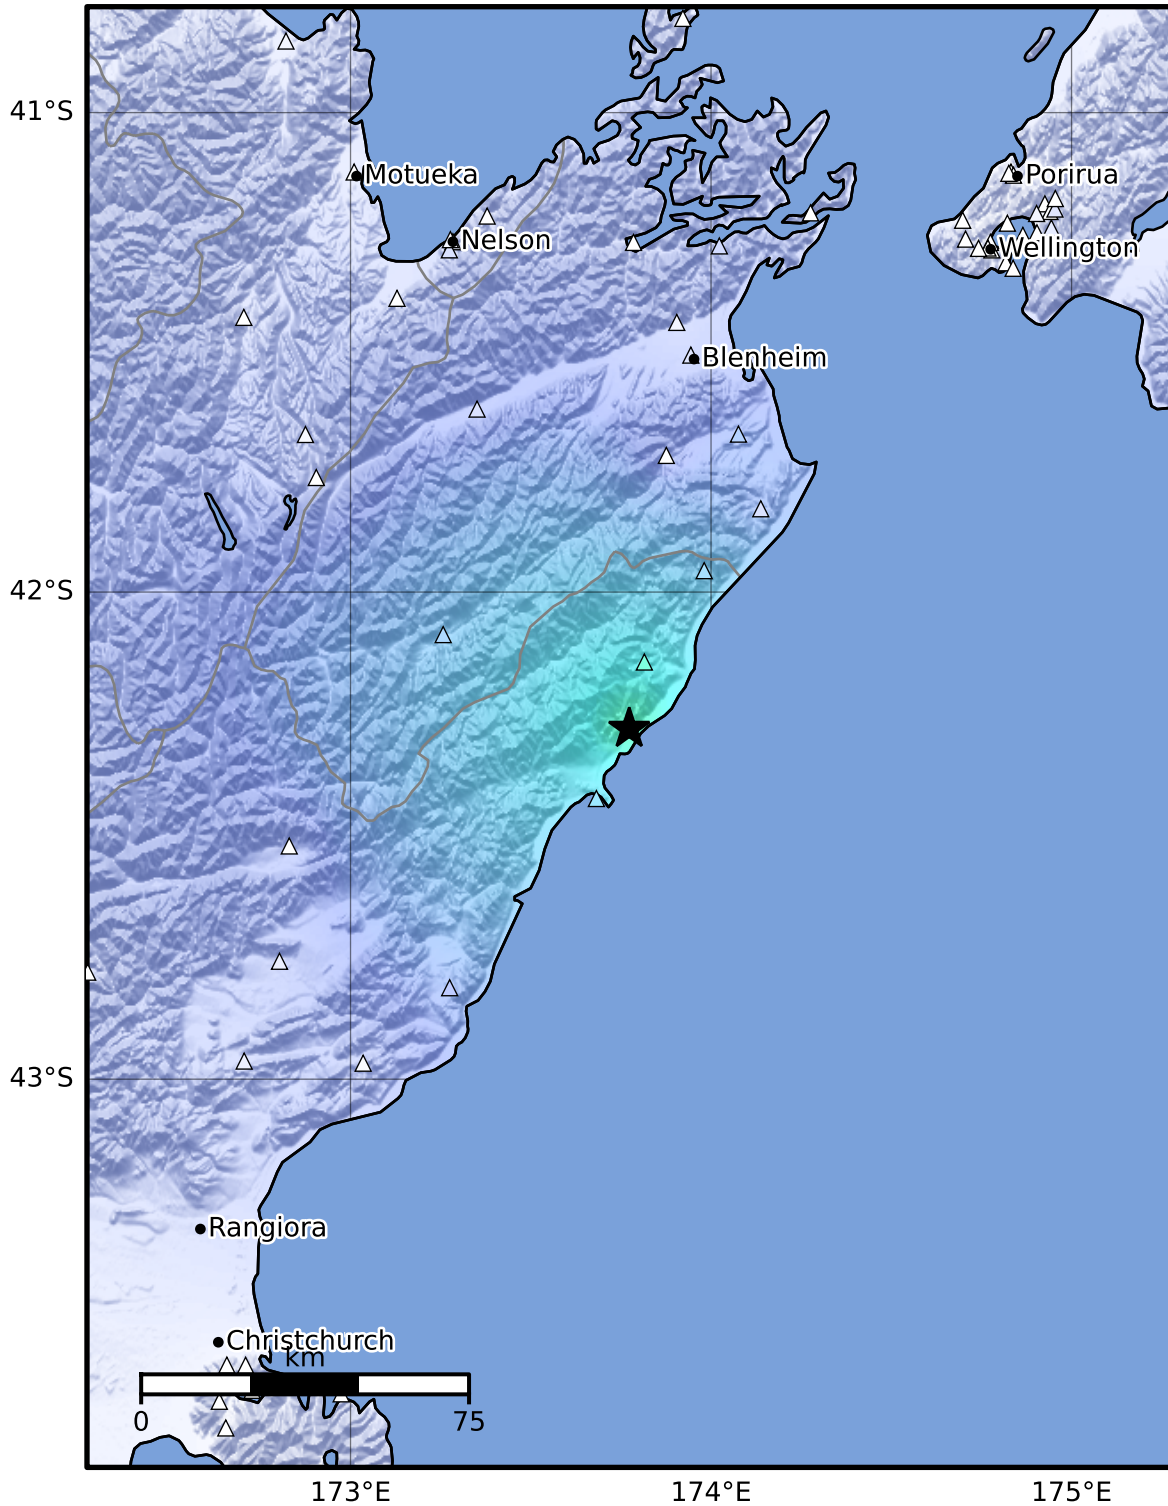 41°S
Motueka
Porirua
Nelson
Wellington
Blenheim
42°S
43°S
Rangiora
Christchurch
km
0 75
173°E 174°E 175°E